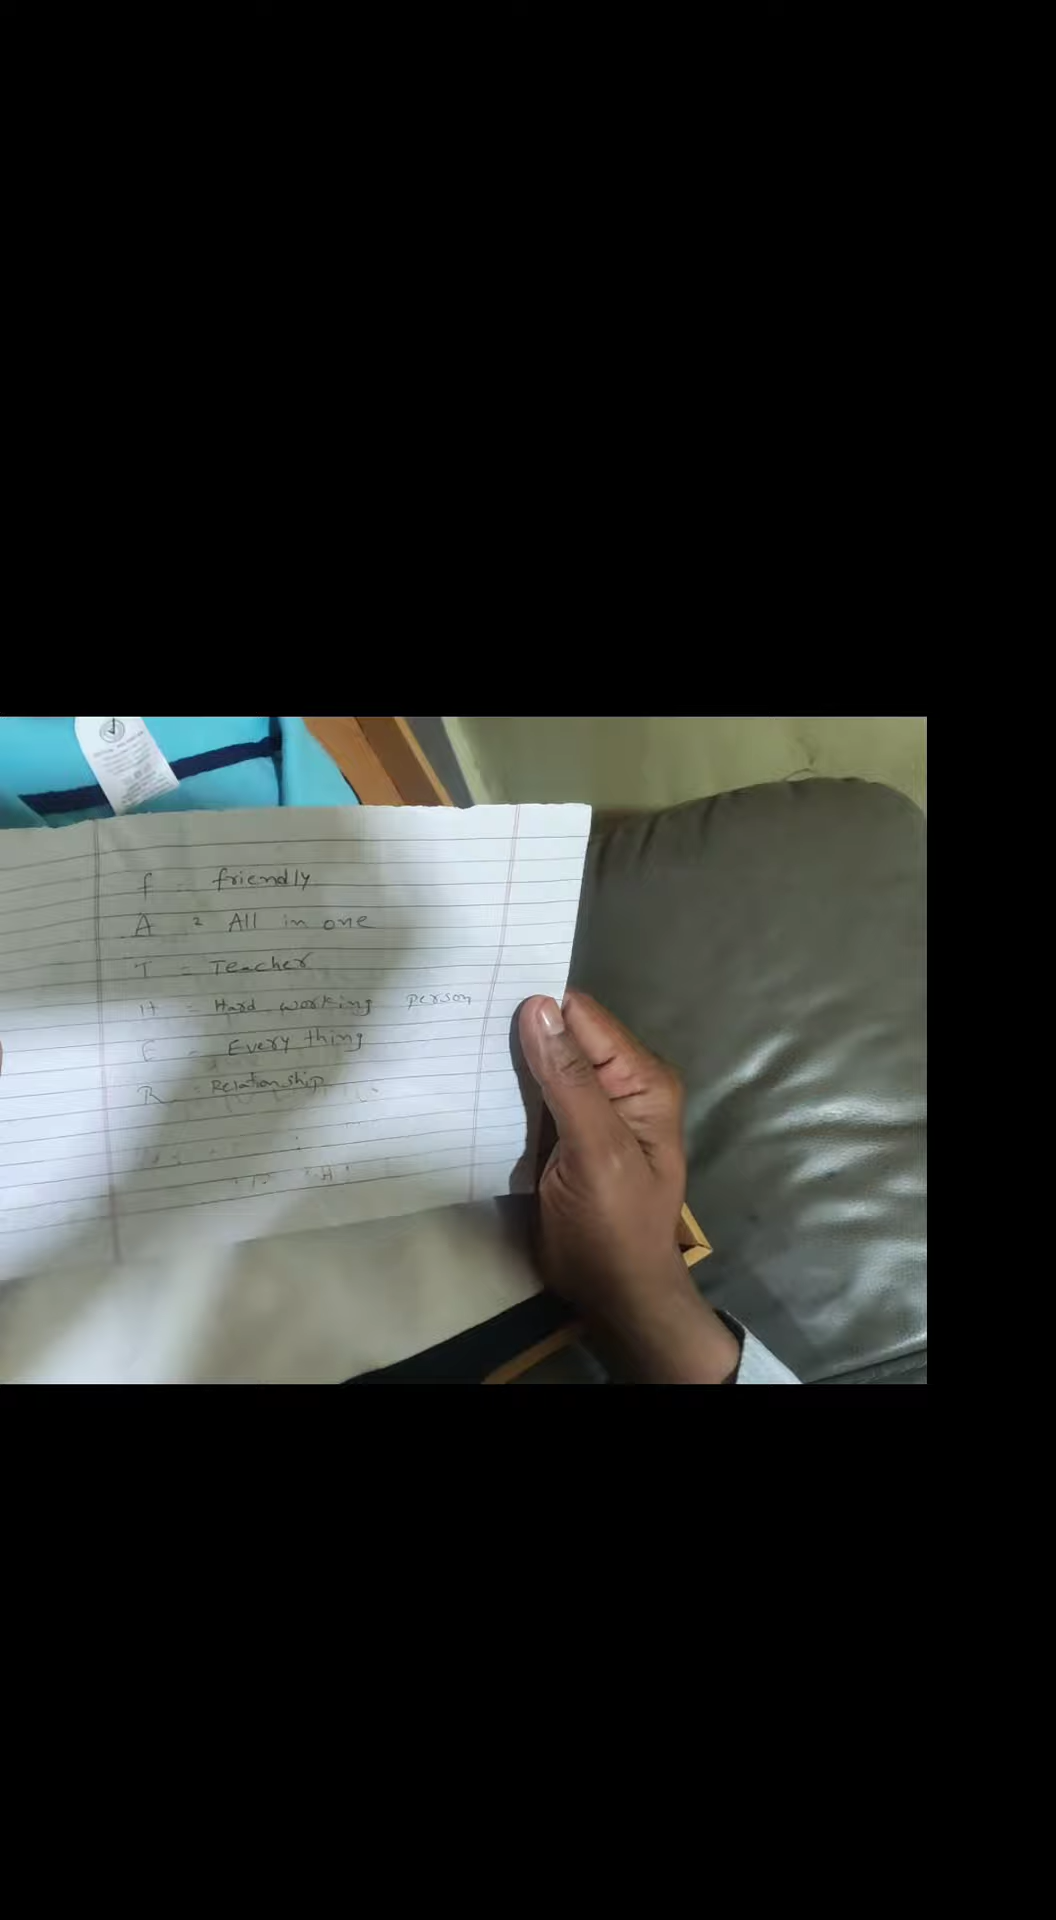 f = friendly
A = All in one
T = Teacher
H = Hard working person
E = Every thing
R = Relationship